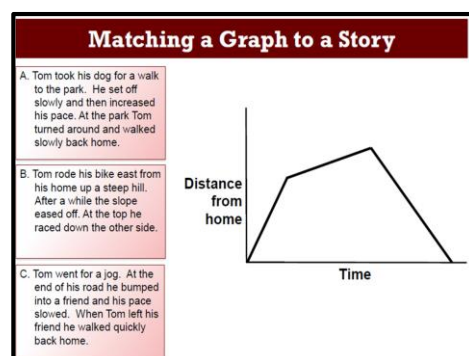 Matching a Graph to a Story
A. Tom took his dog for a walk
to the park. He set off
slowly and then increased
his pace. At the park Tom
turned around and walked
slowly back home.
B. Tom rode his bike east from
his home up a steep hill.
After a while the slope
eased off. At the top he
raced down the other side.
C. Tom went for a jog. At the
end of his road he bumped
into a friend and his pace
slowed. When Tom left his
friend he walked quickly
back home.
Distance
from
home
Time